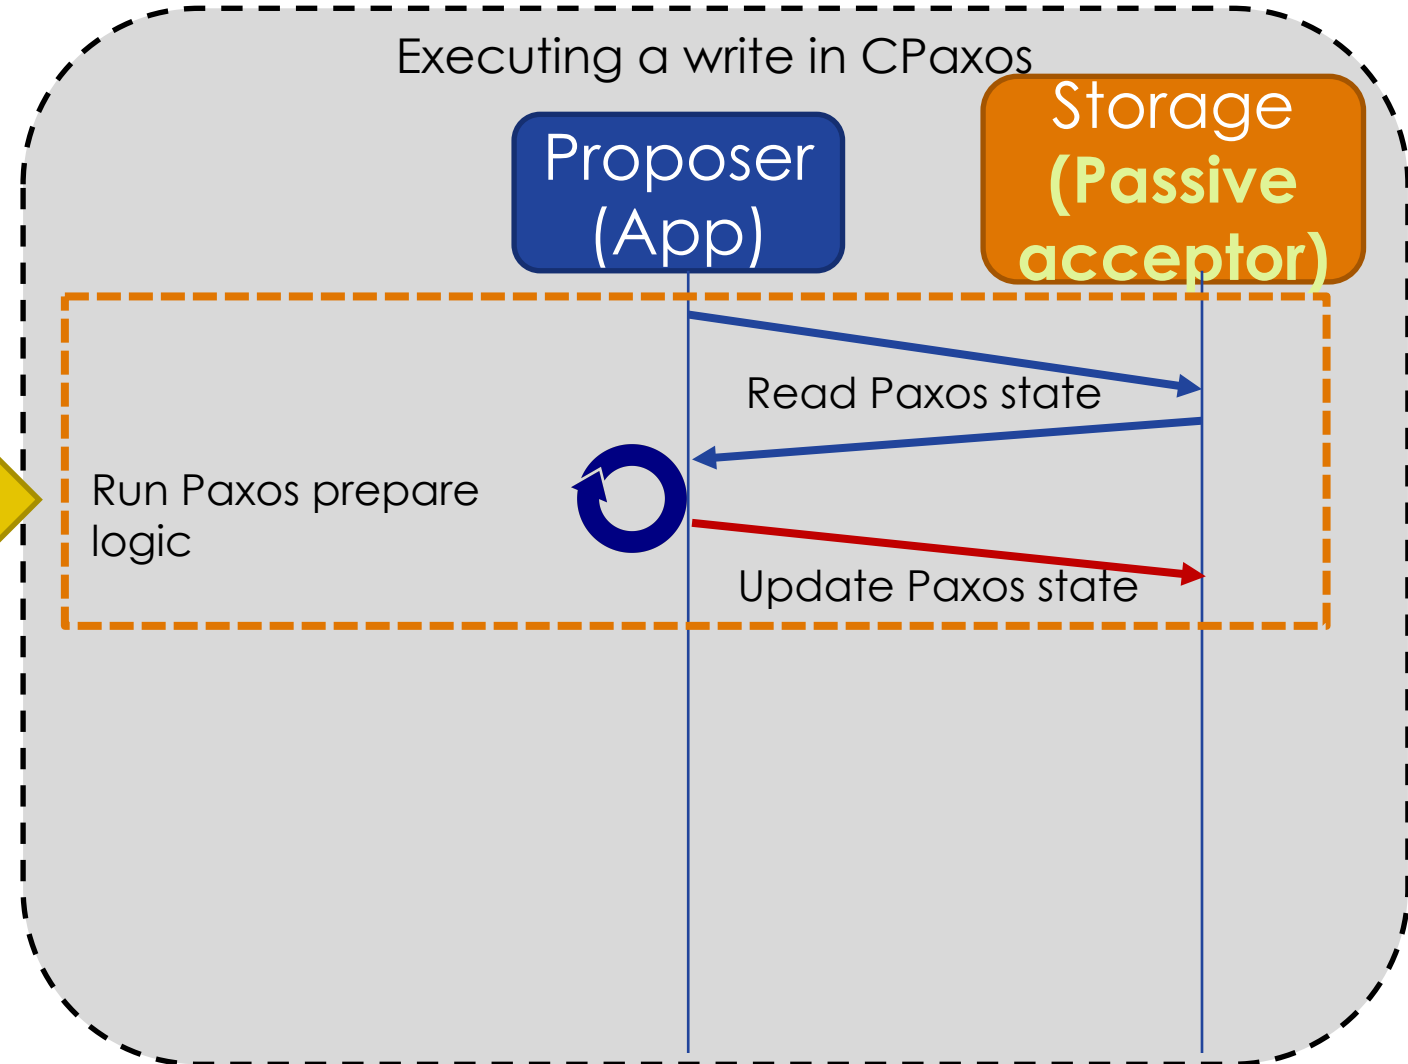 Executing a write in CPaxos
Proposer
(App)
Storage
(Passive
acceptor)
Read Paxos state
Run Paxos prepare
logic
Update Paxos state